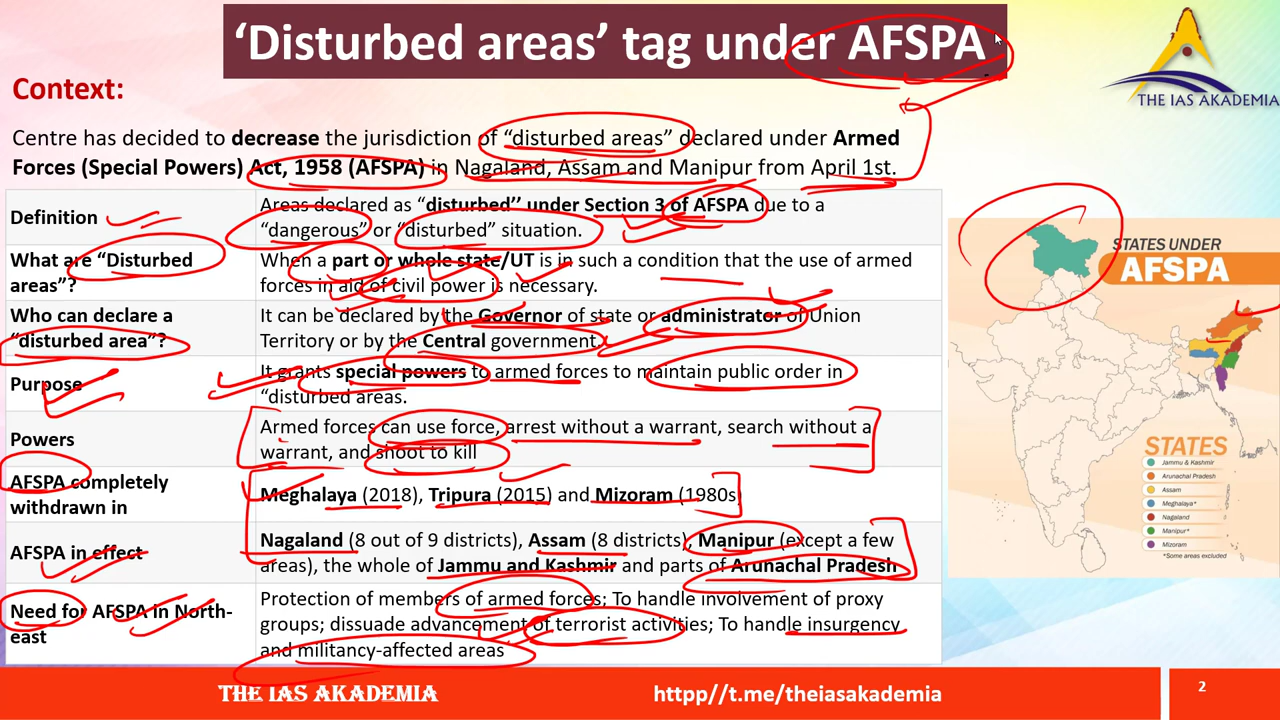 ‘Disturbed areas’ tag under AFSPA
THE IAS AKADEMIA
Context:
Centre has decided to decrease the jurisdiction of “disturbed areas” declared under Armed
Forces (Special Powers) Act, 1958 (AFSPA) in Nagaland, Assam and Manipur from April 1st.
Definition
Areas declared as “disturbed’’ under Section 3 of AFSPA due to a
“dangerous” or “disturbed” situation.
What are “Disturbed
areas”?
When a part or whole state/UT is in such a condition that the use of armed
forces in aid of civil power is necessary.
Who can declare a
“disturbed area”?
It can be declared by the Governor of state or administrator of Union
Territory or by the Central government.
Purpose
It grants special powers to armed forces to maintain public order in
“disturbed areas.
Powers
Armed forces can use force, arrest without a warrant, search without a
warrant, and shoot to kill
AFSPA completely
withdrawn in
Meghalaya (2018), Tripura (2015) and Mizoram (1980s)
AFSPA in effect
Nagaland (8 out of 9 districts), Assam (8 districts), Manipur (except a few
areas), the whole of Jammu and Kashmir and parts of Arunachal Pradesh
Need for AFSPA in North-
east
Protection of members of armed forces; To handle involvement of proxy
groups; dissuade advancement of terrorist activities; To handle insurgency
and militancy-affected areas
STATES UNDER
AFSPA
STATES
Jammu & Kashmir
Arunachal Pradesh
Assam
Meghalaya*
Nagaland
Manipur*
Mizoram
*Some areas excluded
THE IAS AKADEMIA
httpp//t.me/theiasakademia
2